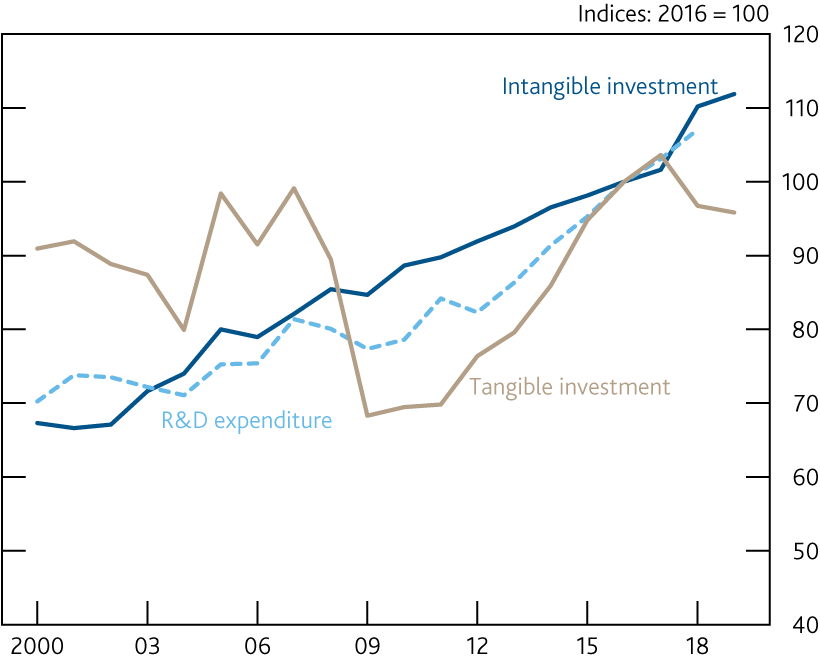 Indices: 2016 = 100
120
Intangible investment
110
100
90
80
Tangible investment
70
R&D expenditure
60
50
40
2000 03 06 09 12 15 18